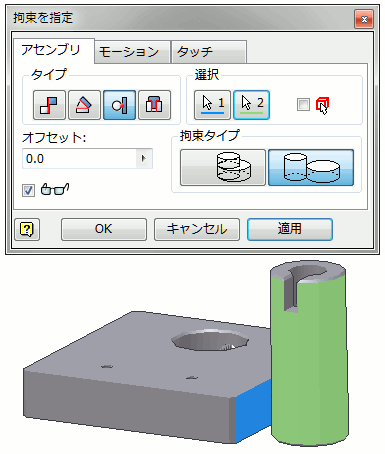 拘束を指定
アセンブリ
モーション
タッチ
タイプ
選択
1
2
オフセット:
0.0
拘束タイプ
?
OK
キャンセル
適用